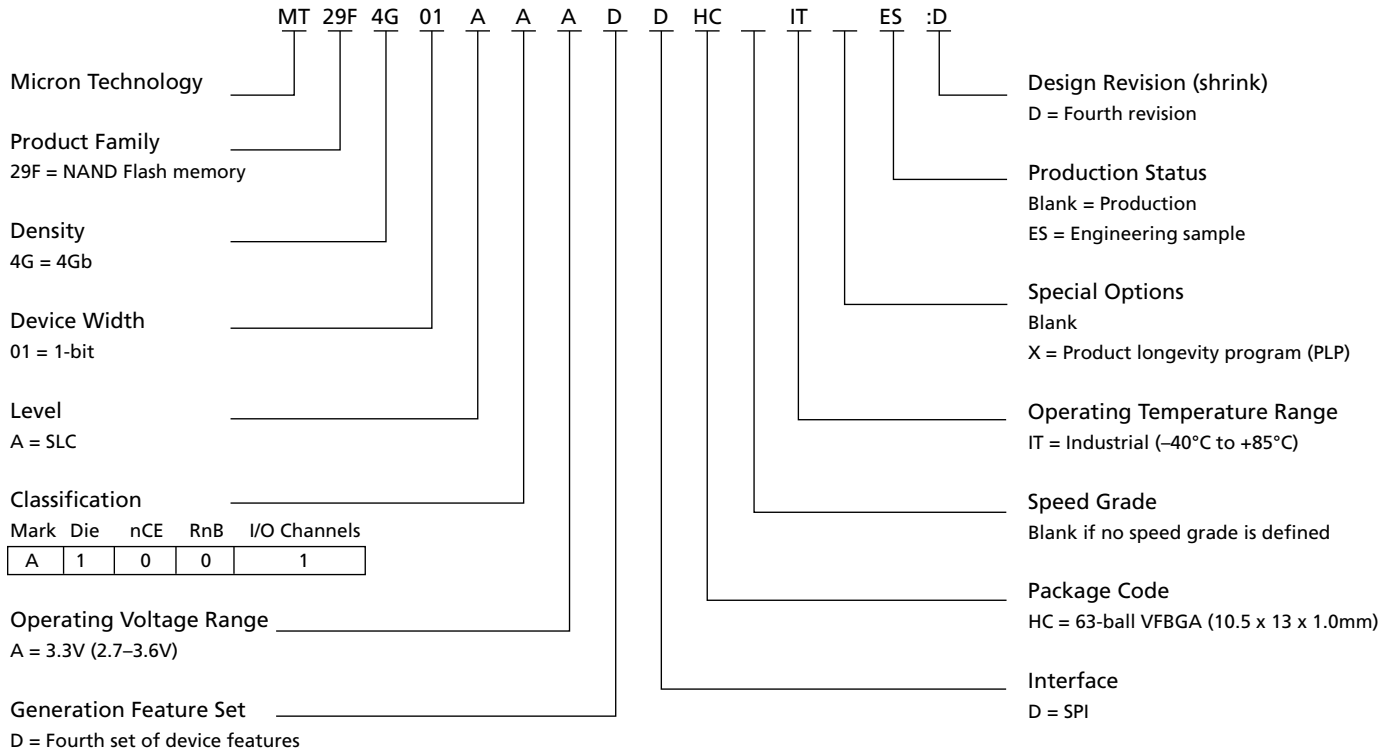 MT 29F 4G 01 A A A D D HC IT ES :D
Micron Technology
Product Family
29F = NAND Flash memory
Density
4G = 4Gb
Device Width
01 = 1-bit
Level
A = SLC
Classification
Mark Die nCE RnB I/O Channels
A 1 0 0 1
Operating Voltage Range
A = 3.3V (2.7–3.6V)
Generation Feature Set
D = Fourth set of device features
Design Revision (shrink)
D = Fourth revision
Production Status
Blank = Production
ES = Engineering sample
Special Options
Blank
X = Product longevity program (PLP)
Operating Temperature Range
IT = Industrial (–40°C to +85°C)
Speed Grade
Blank if no speed grade is defined
Package Code
HC = 63-ball VFBGA (10.5 x 13 x 1.0mm)
Interface
D = SPI